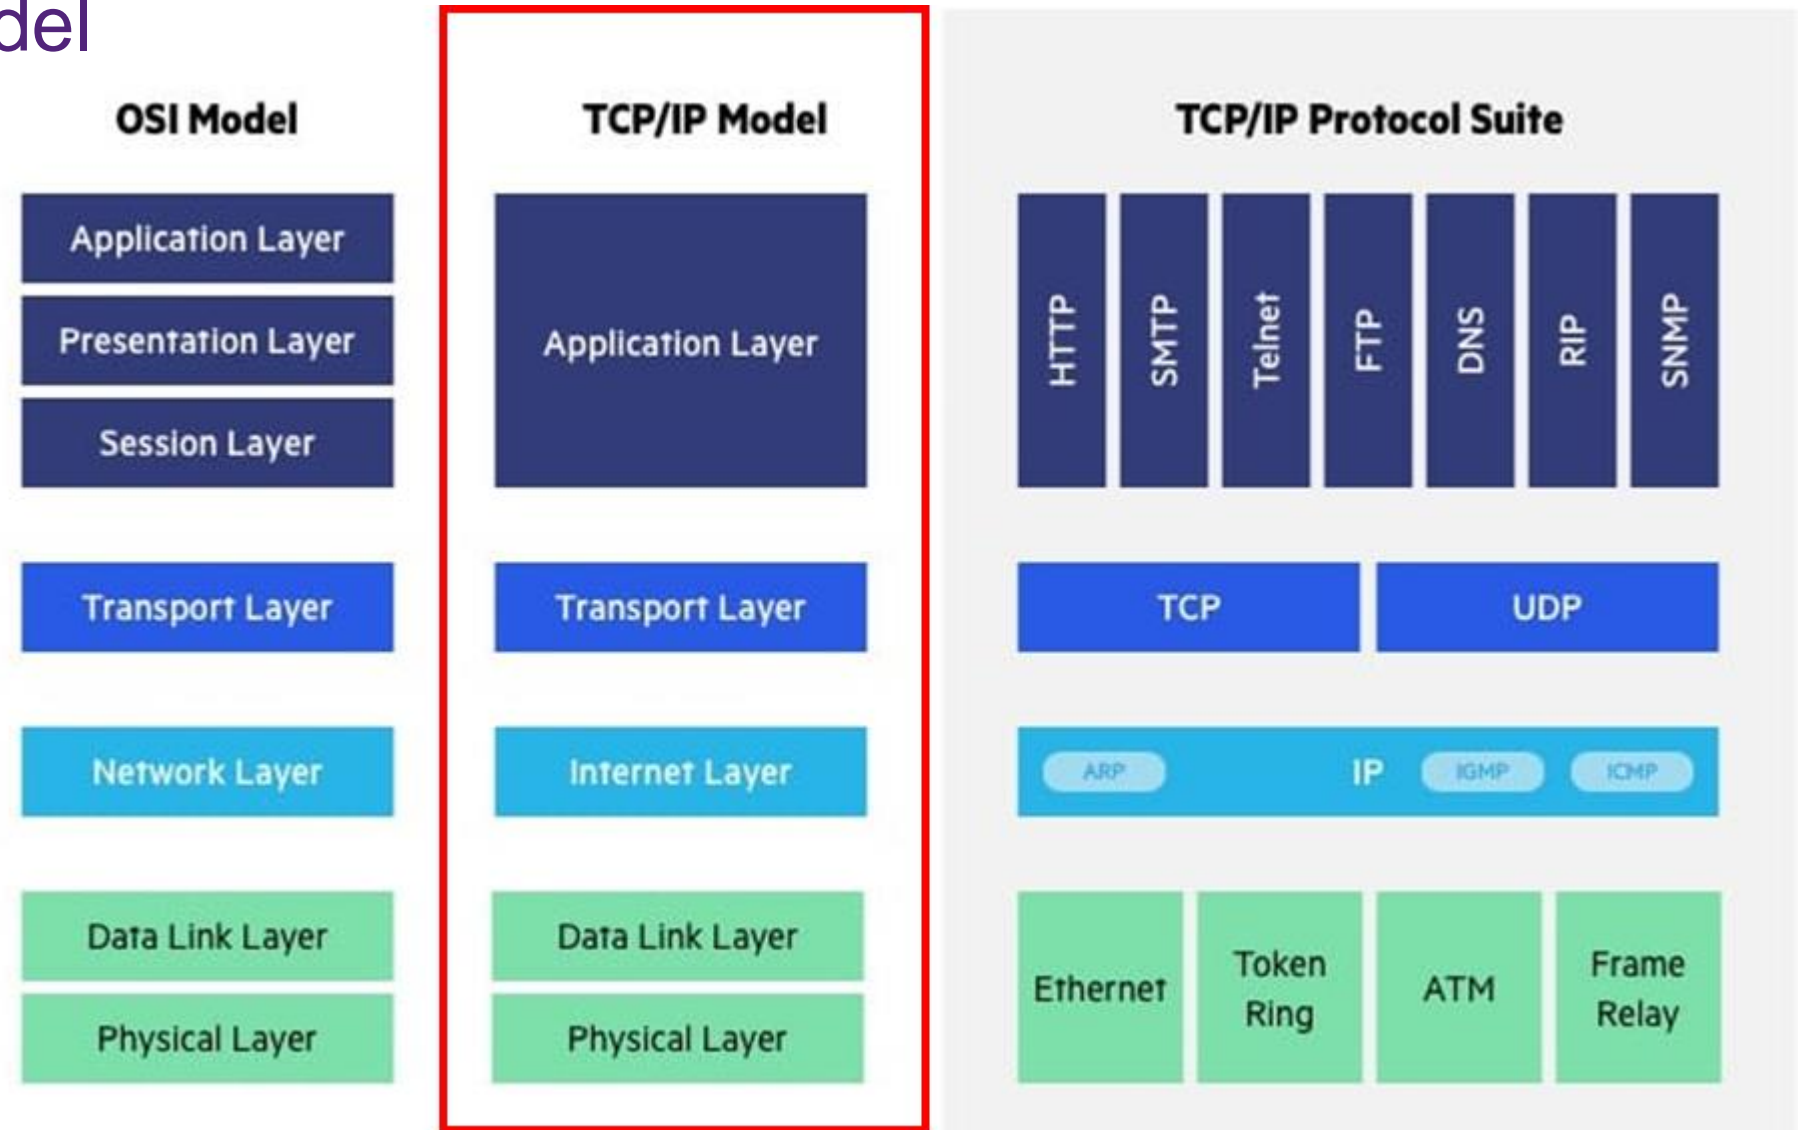 del
OSI Model
Application Layer
Presentation Layer
Session Layer
Transport Layer
Network Layer
Data Link Layer
Physical Layer
TCP/IP Model
Application Layer
Transport Layer
Internet Layer
Data Link Layer
Physical Layer
TCP/IP Protocol Suite
HTTP
SMTP
Telnet
FTP
DNS
RIP
SNMP
TCP
UDP
ARP
IP
IGMP
ICMP
Ethernet
Token
Ring
ATM
Frame
Relay